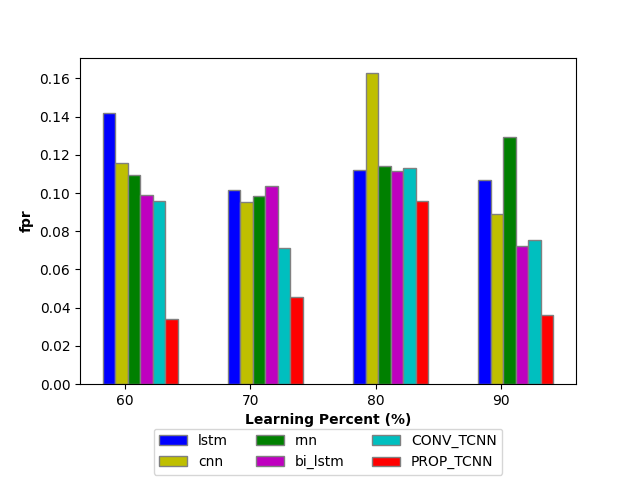 fpr
0.16
0.14
0.12
0.10
0.08
0.06
0.04
0.02
0.00
60 70 80 90
Learning Percent (%)
lstm rnn CONV_TCNN
cnn bi_lstm PROP_TCNN